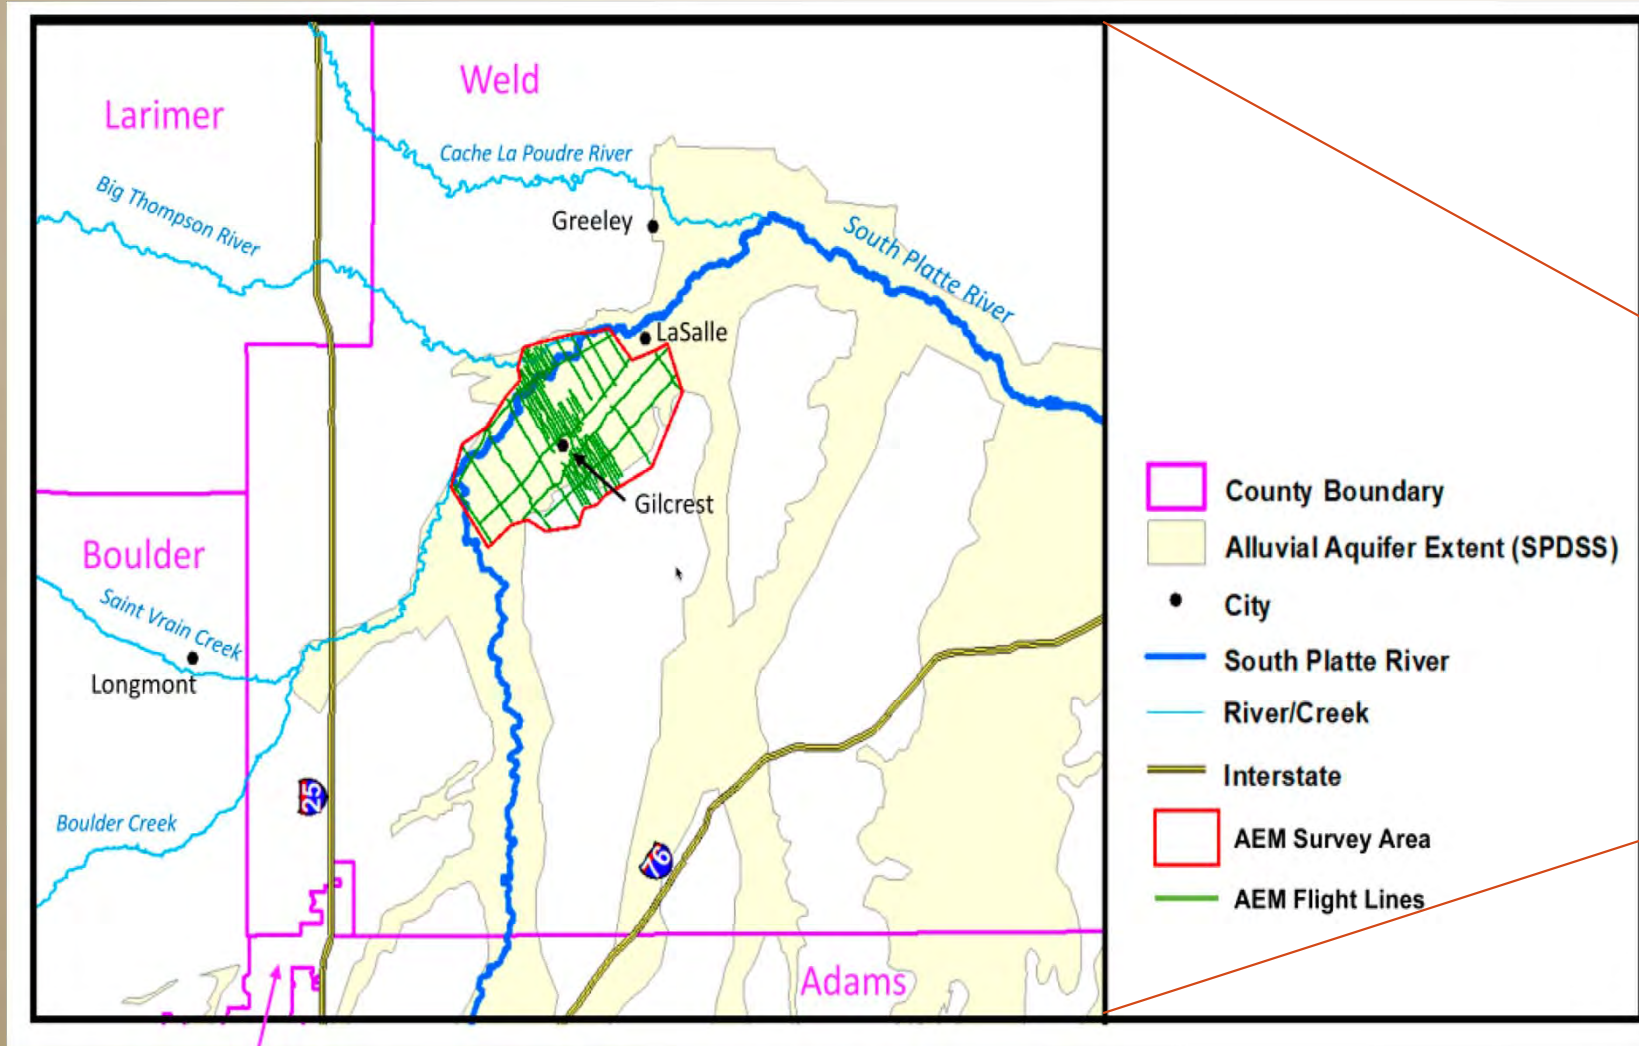 Weld
Larimer
Cache La Poudre River
Big Thompson River
Greeley
South Platte River
LaSalle
Gilcrest
Boulder
Saint Vrain Creek
Longmont
25
Boulder Creek
76
Adams
County Boundary
Alluvial Aquifer Extent (SPDSS)
City
South Platte River
River/Creek
Interstate
AEM Survey Area
AEM Flight Lines